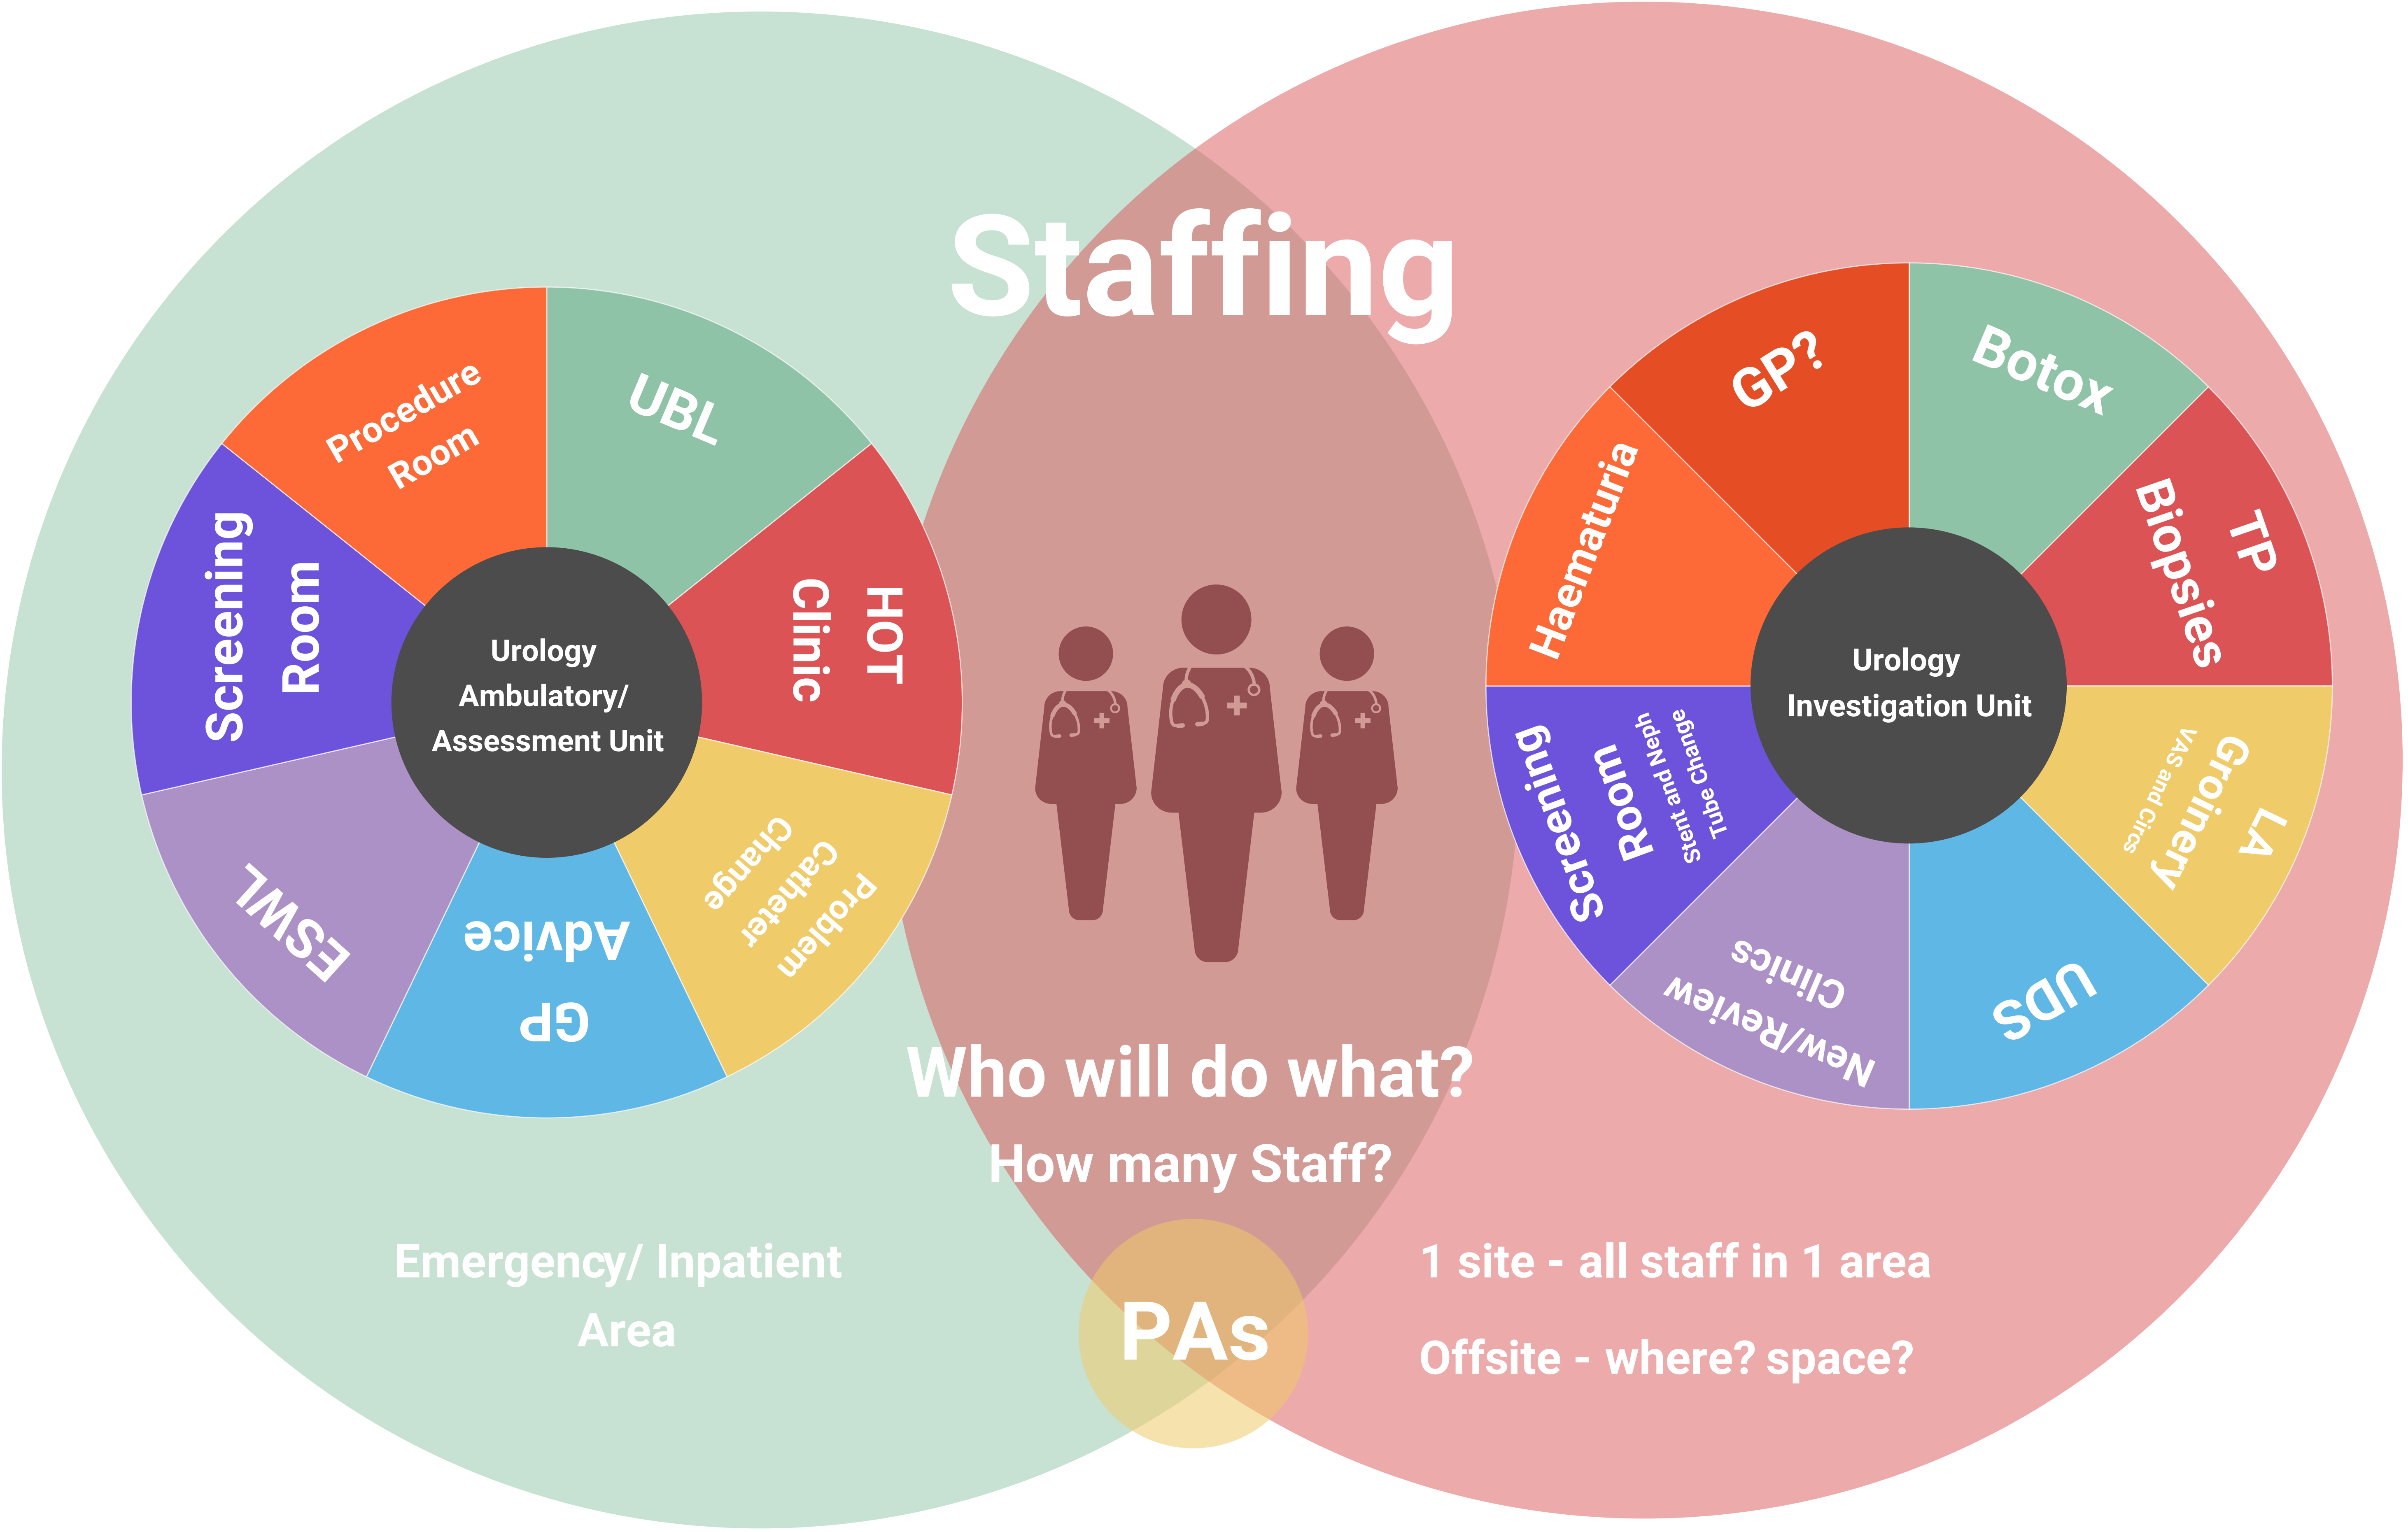 Staffing
Procedure
Room
UBL
HOT
Clinic
Problem
Catheter
Change
GP
Advice
ESWL
Screening
Room
Urology
Ambulatory/
Assessment Unit
GP?
Botox
TP
Biopsies
LA
Groinery
VAS and Circs
UDS
New/Review
Clinics
Screening
Room
Stent and Neph
Tube Change
Haematuria
Urology
Investigation Unit
Who will do what?
How many Staff?
Emergency/ Inpatient
Area
PAs
1 site - all staff in 1 area
Offsite - where? space?